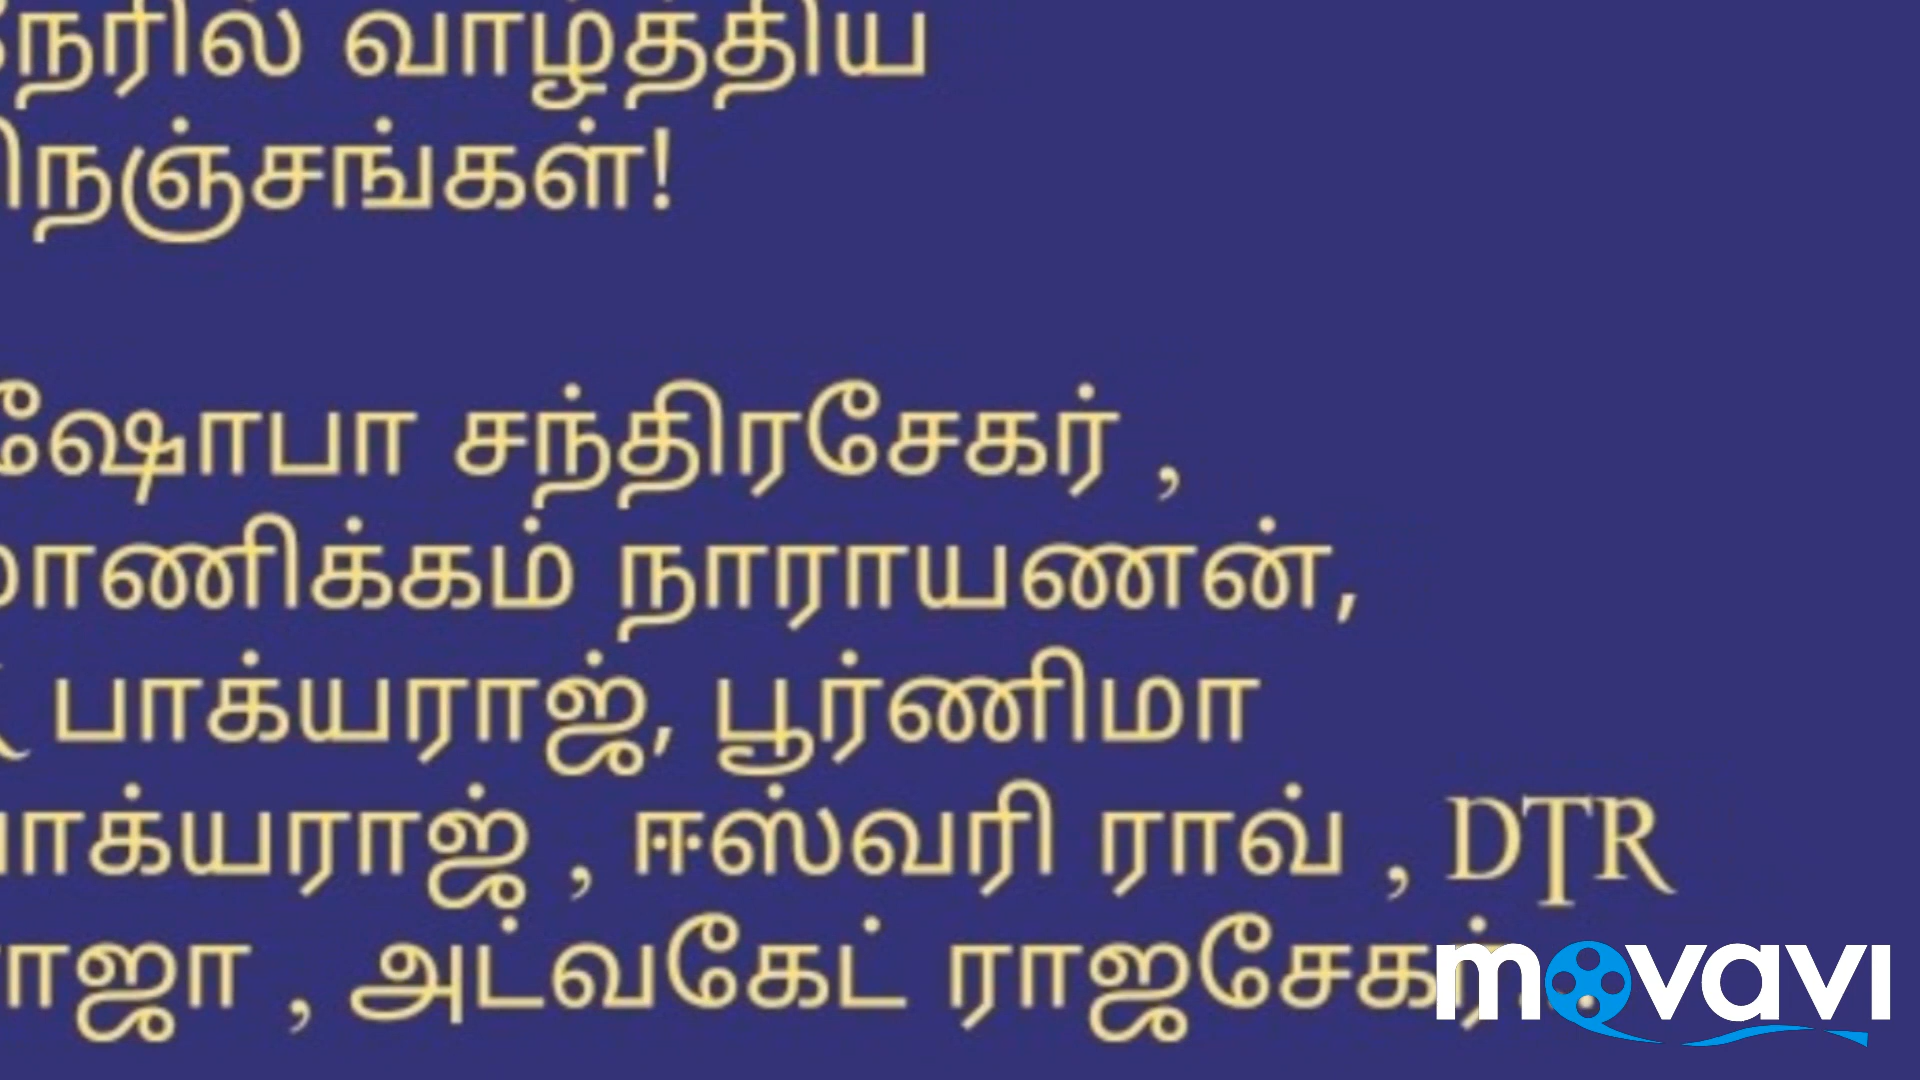 நேரில் வாழ்த்திய
நெஞ்சங்கள்!
ஷோபா சந்திரசேகர் ,
மாணிக்கம் நாராயணன்,
பாக்யராஜ், பூர்ணிமா
பாக்யராஜ் , ஈஸ்வரி ராவ் , DTR
ராஜா , அட்வகேட் ராஜசேகர்
movavi